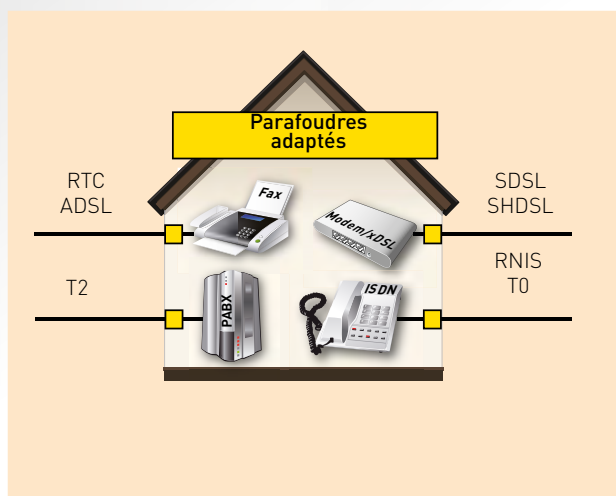 Parafoudres
adaptés
RTC
ADSL
Fax
Modem/xDSL
SDSL
SHDSL
T2
PABX
ISDN
RNIS
T0